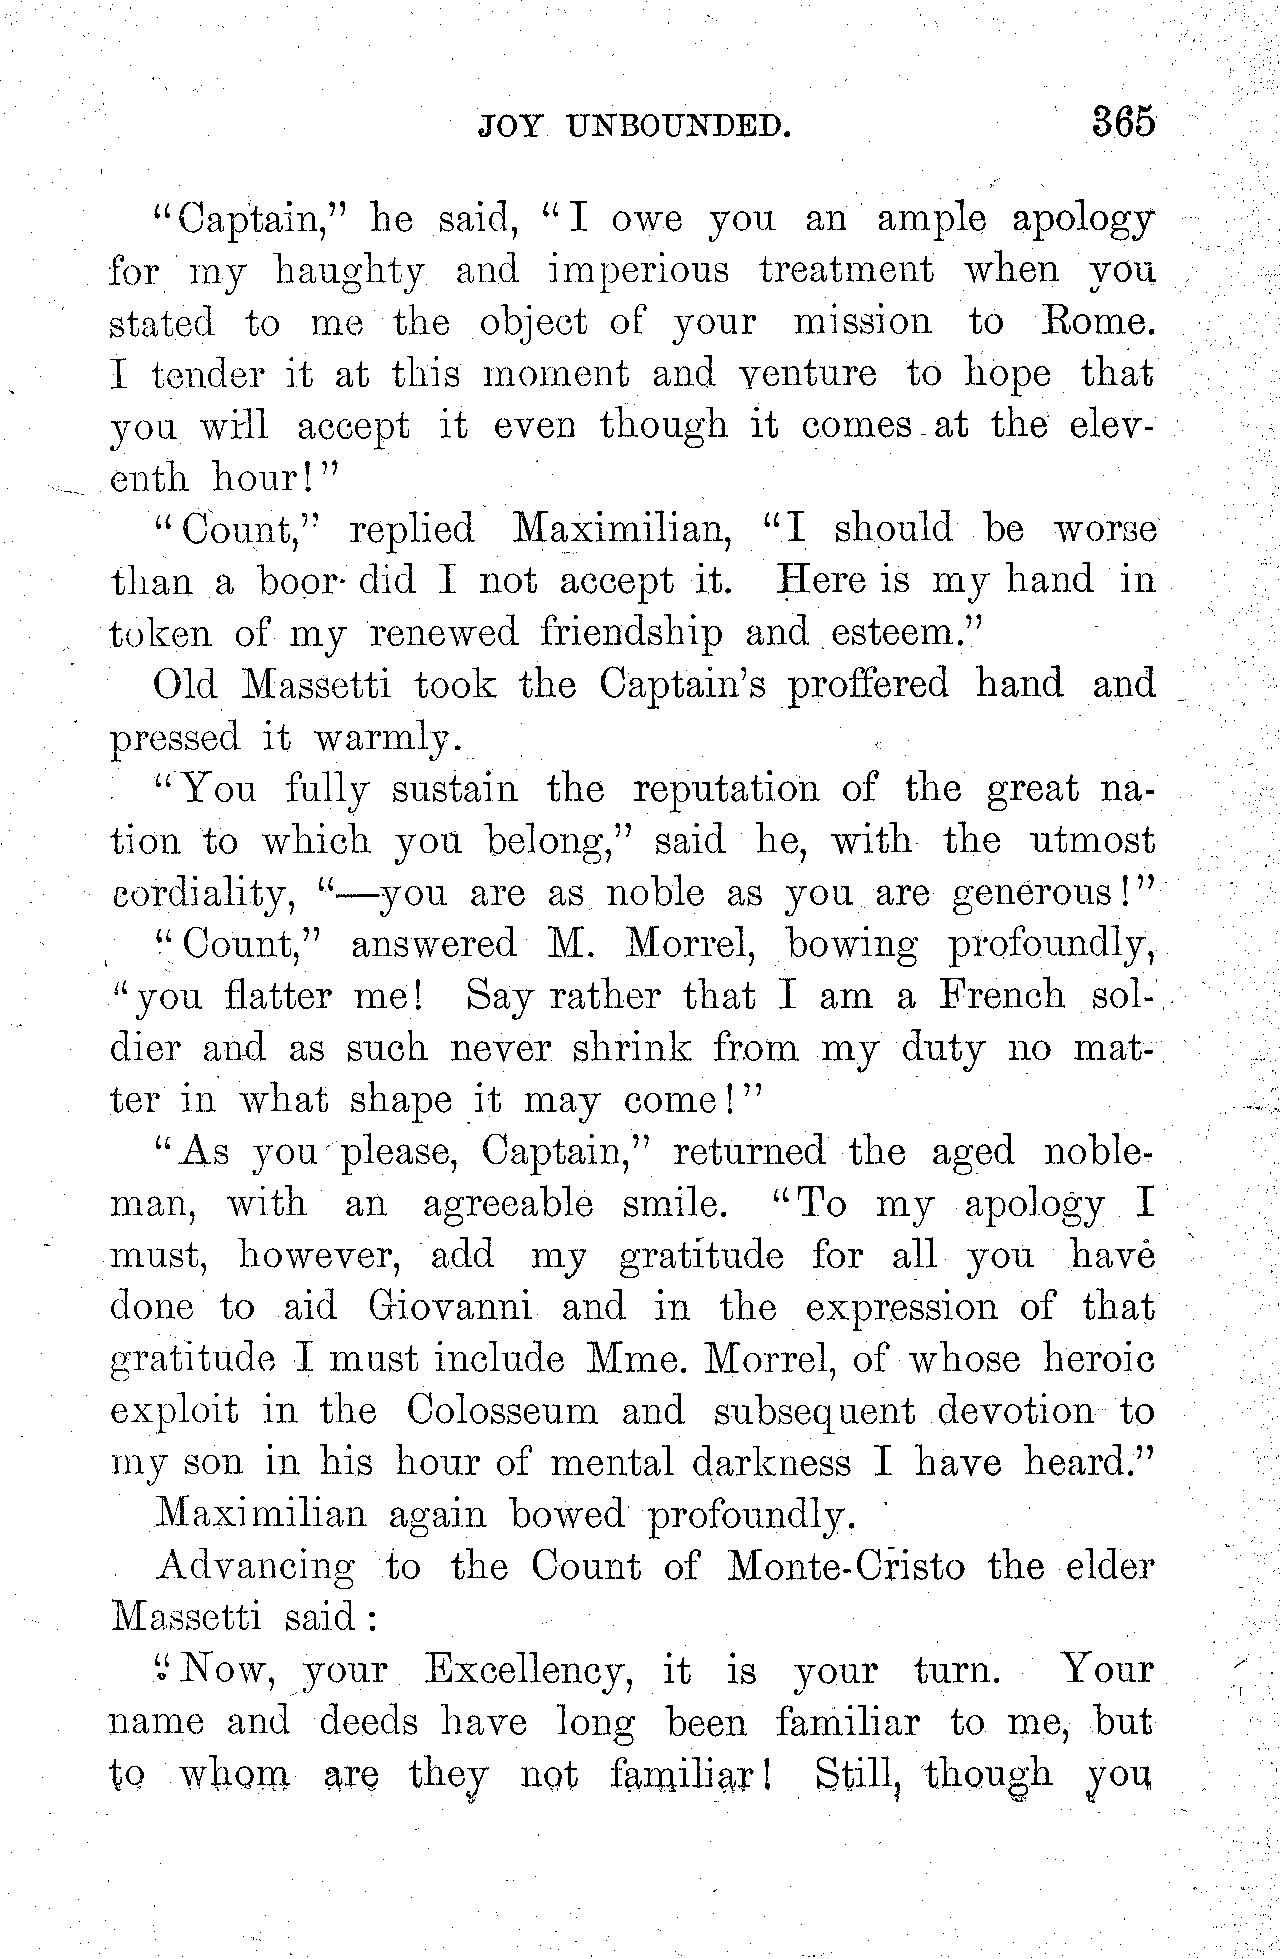 JOY UNBOUNDED. 365
"Captain," he said, "I owe you an ample apology
for my haughty and imperious treatment when you
stated to me the object of your mission to Rome.
I tender it at this moment and venture to hope that
you will accept it even though it comes at the elev-
enth hour!"
"Count," replied Maximilian, "I should be worse
than a boor did I not accept it. Here is my hand in
token of my renewed friendship and esteem."
Old Massetti took the Captain's proffered hand and
pressed it warmly.
"You fully sustain the reputation of the great na-
tion to which you belong," said he, with the utmost
cordiality, "—you are as noble as you are generous!"
"Count," answered M. Morrel, bowing profoundly,
"you flatter me! Say rather that I am a French sol-
dier and as such never shrink from my duty no mat-
ter in what shape it may come!"
"As you please, Captain," returned the aged noble-
man, with an agreeable smile. "To my apology I
must, however, add my gratitude for all you have
done to aid Giovanni and in the expression of that
gratitude I must include Mme. Morrel, of whose heroic
exploit in the Colosseum and subsequent devotion to
my son in his hour of mental darkness I have heard."
Maximilian again bowed profoundly.
Advancing to the Count of Monte-Cristo the elder
Massetti said:
"Now, your Excellency, it is your turn. Your
name and deeds have long been familiar to me, but
to whom are they not familiar! Still, though you